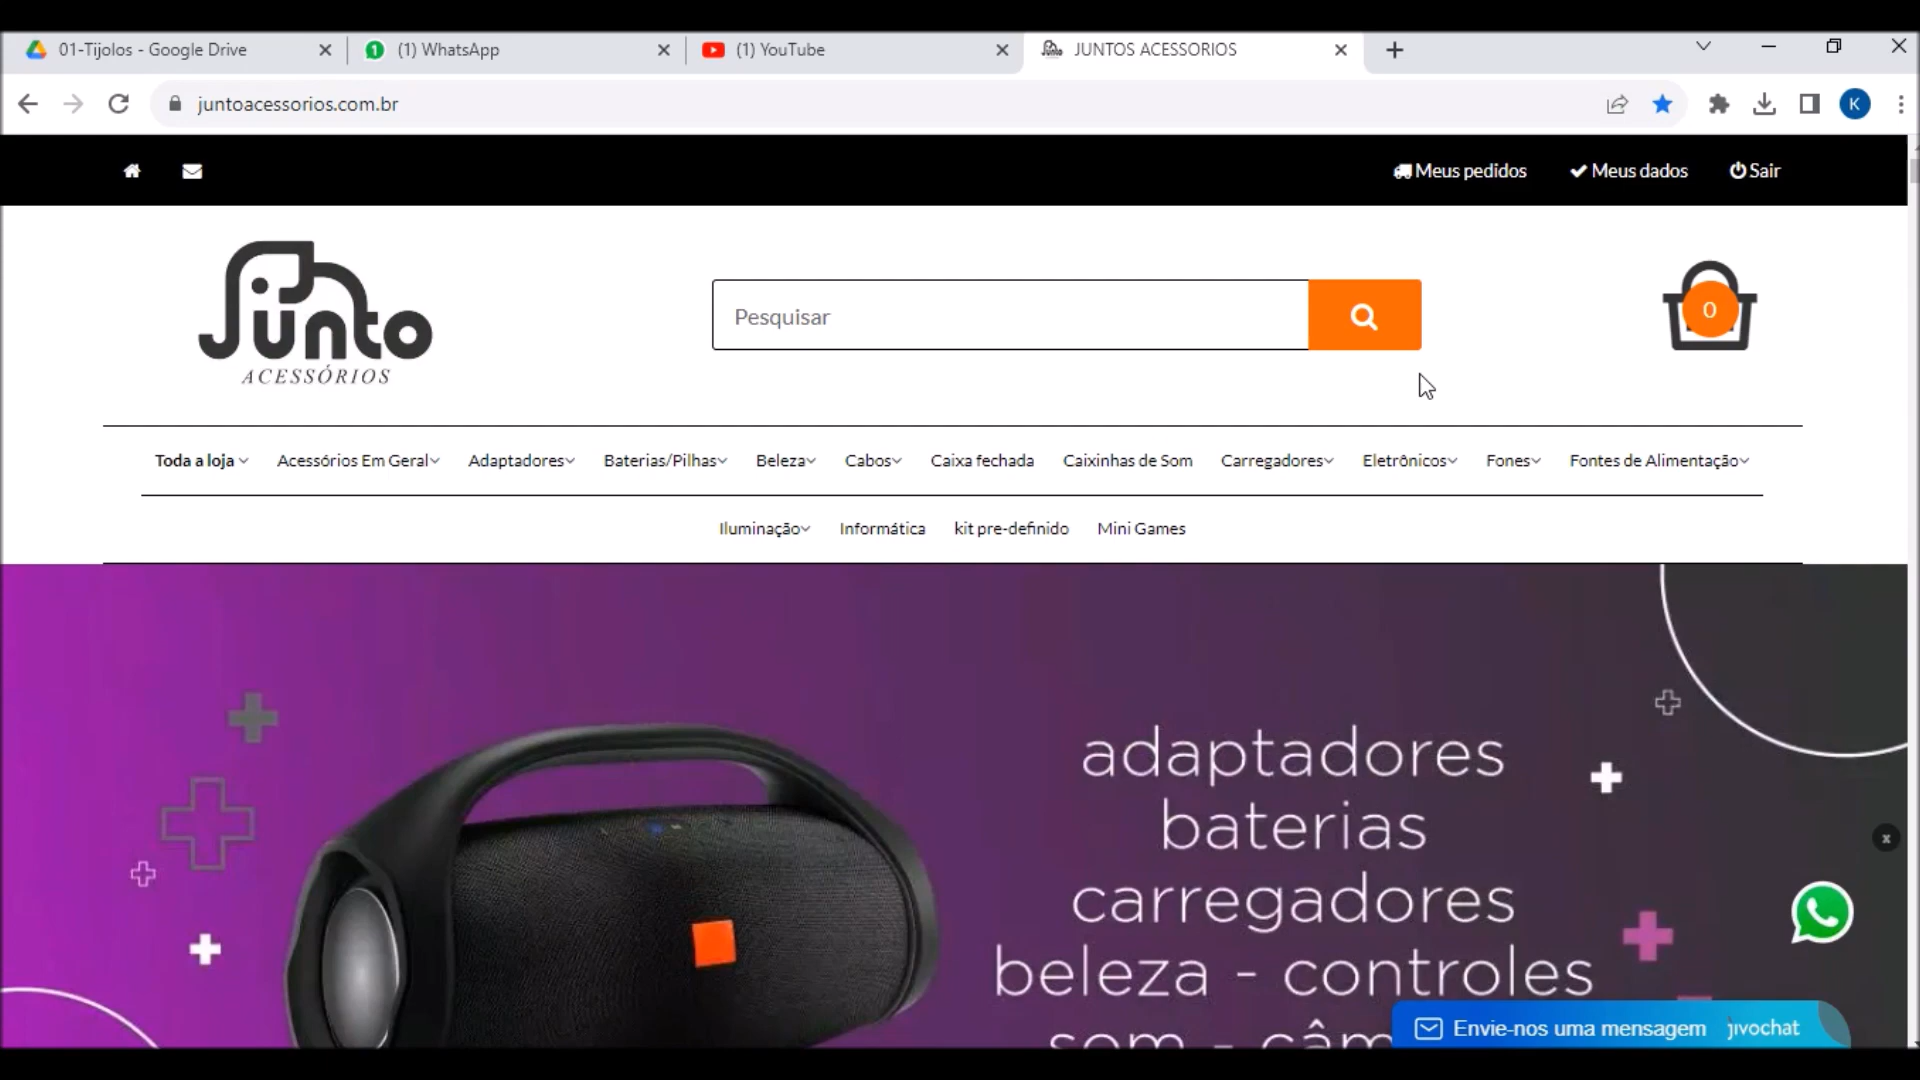 01-Tijolos - Google Drive
1 (1) WhatsApp
(1) YouTube
JUNTOS ACESSORIOS
juntoacessorios.com.br
K
Meus pedidos
Meus dados
Sair
Junto
ACESSÓRIOS
Pesquisar
0
Toda a loja
Acessórios Em Geral
Adaptadores
Baterias/Pilhas
Beleza
Cabos
Caixa fechada
Caixinhas de Som
Carregadores
Eletrônicos
Fones
Fontes de Alimentação
Iluminação
Informática
kit pre-definido
Mini Games
adaptadores
baterias
carregadores
beleza - controles
som - câm
x
Envie-nos uma mensagem
jivochat